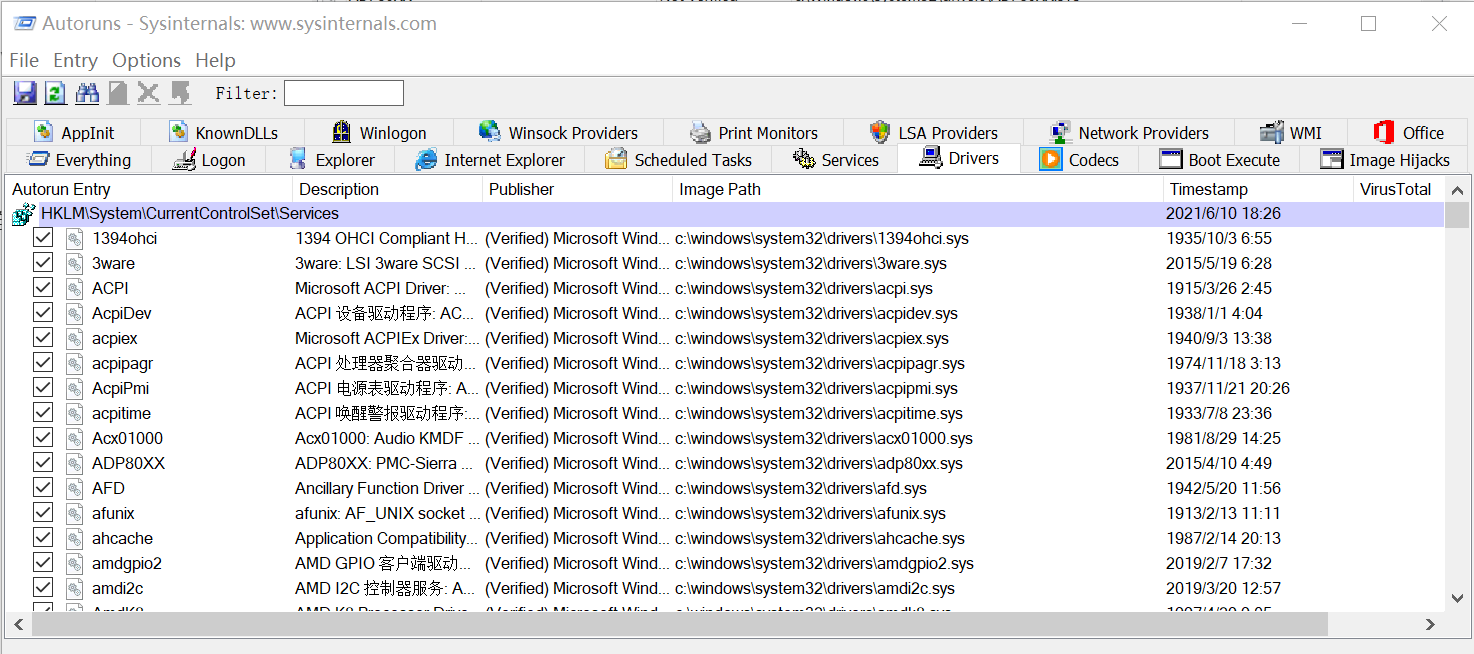 Autoruns - Sysinternals: www.sysinternals.com
File Entry Options Help
Filter:
AppInit KnownDLLs Winlogon Winsock Providers Print Monitors LSA Providers Network Providers WMI Office
Everything Logon Explorer Internet Explorer Scheduled Tasks Services Drivers Codecs Boot Execute Image Hijacks
Autorun Entry Description Publisher Image Path Timestamp VirusTotal
HKLM\System\CurrentControlSet\Services 2021/6/10 18:26
1394ohci 1394 OHCI Compliant H... (Verified) Microsoft Wind... c:\windows\system32\drivers\1394ohci.sys 1935/10/3 6:55
3ware 3ware: LSI 3ware SCSI ... (Verified) Microsoft Wind... c:\windows\system32\drivers\3ware.sys 2015/5/19 6:28
ACPI Microsoft ACPI Driver: ... (Verified) Microsoft Wind... c:\windows\system32\drivers\acpi.sys 1915/3/26 2:45
AcpiDev ACPI 设备驱动程序: AC... (Verified) Microsoft Wind... c:\windows\system32\drivers\acpidev.sys 1938/1/1 4:04
acpiex Microsoft ACPIEx Driver:... (Verified) Microsoft Wind... c:\windows\system32\drivers\acpiex.sys 1940/9/3 13:38
acpipagr ACPI 处理器聚合器驱动... (Verified) Microsoft Wind... c:\windows\system32\drivers\acpipagr.sys 1974/11/18 3:13
AcpiPmi ACPI 电源表驱动程序: A... (Verified) Microsoft Wind... c:\windows\system32\drivers\acpipmi.sys 1937/11/21 20:26
acpitime ACPI 唤醒警报驱动程序:... (Verified) Microsoft Wind... c:\windows\system32\drivers\acpitime.sys 1933/7/8 23:36
Acx01000 Acx01000: Audio KMDF ... (Verified) Microsoft Wind... c:\windows\system32\drivers\acx01000.sys 1981/8/29 14:25
ADP80XX ADP80XX: PMC-Sierra ... (Verified) Microsoft Wind... c:\windows\system32\drivers\adp80xx.sys 2015/4/10 4:49
AFD Ancillary Function Driver ... (Verified) Microsoft Wind... c:\windows\system32\drivers\afd.sys 1942/5/20 11:56
afunix afunix: AF_UNIX socket ... (Verified) Microsoft Wind... c:\windows\system32\drivers\afunix.sys 1913/2/13 11:11
ahcache Application Compatibility... (Verified) Microsoft Wind... c:\windows\system32\drivers\ahcache.sys 1987/2/14 20:13
amdgpio2 AMD GPIO 客户端驱动... (Verified) Microsoft Wind... c:\windows\system32\drivers\amdgpio2.sys 2019/2/7 17:32
amdi2c AMD I2C 控制器服务: A... (Verified) Microsoft Wind... c:\windows\system32\drivers\amdi2c.sys 2019/3/20 12:57